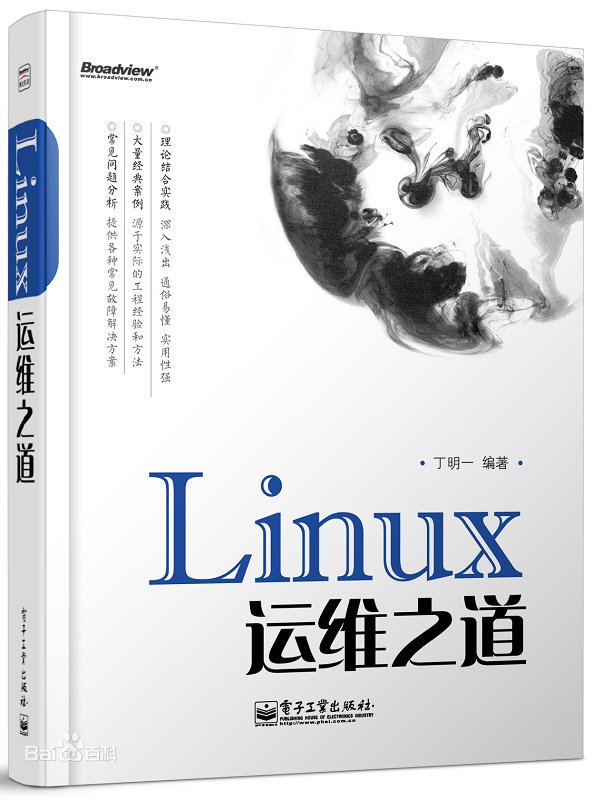 Broadview®
www.broadview.com.cn
◎理论结合实践 深入浅出 通俗易懂 实用性强
◎大量经典案例 源于实际的工程经验和方法
◎常见问题分析 提供各种常见故障解决方案
Linux
运维之道
電子工業出版社
• 丁明一 编著 •
Linux
运维之道
電子工業出版社.
PUBLISHING HOUSE OF ELECTRONICS INDUSTRY
http://www.phei.com.cn
Bai百科